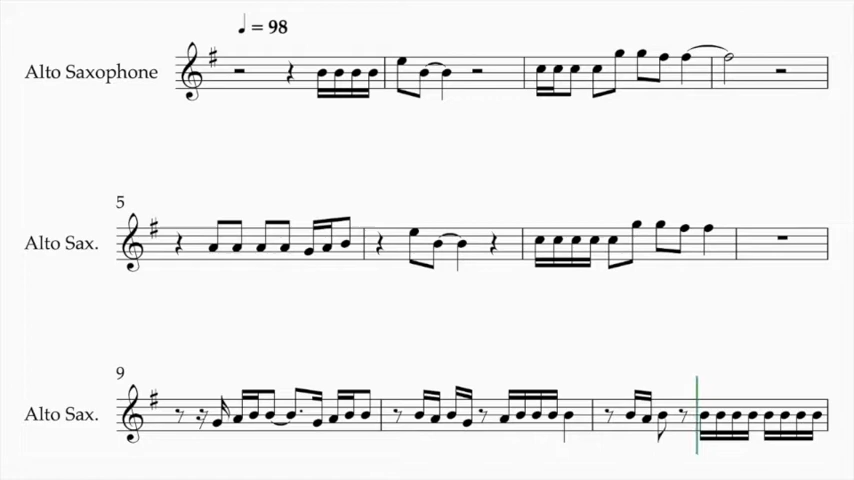 ♩ = 98
Alto Saxophone
5
Alto Sax.
9
Alto Sax.